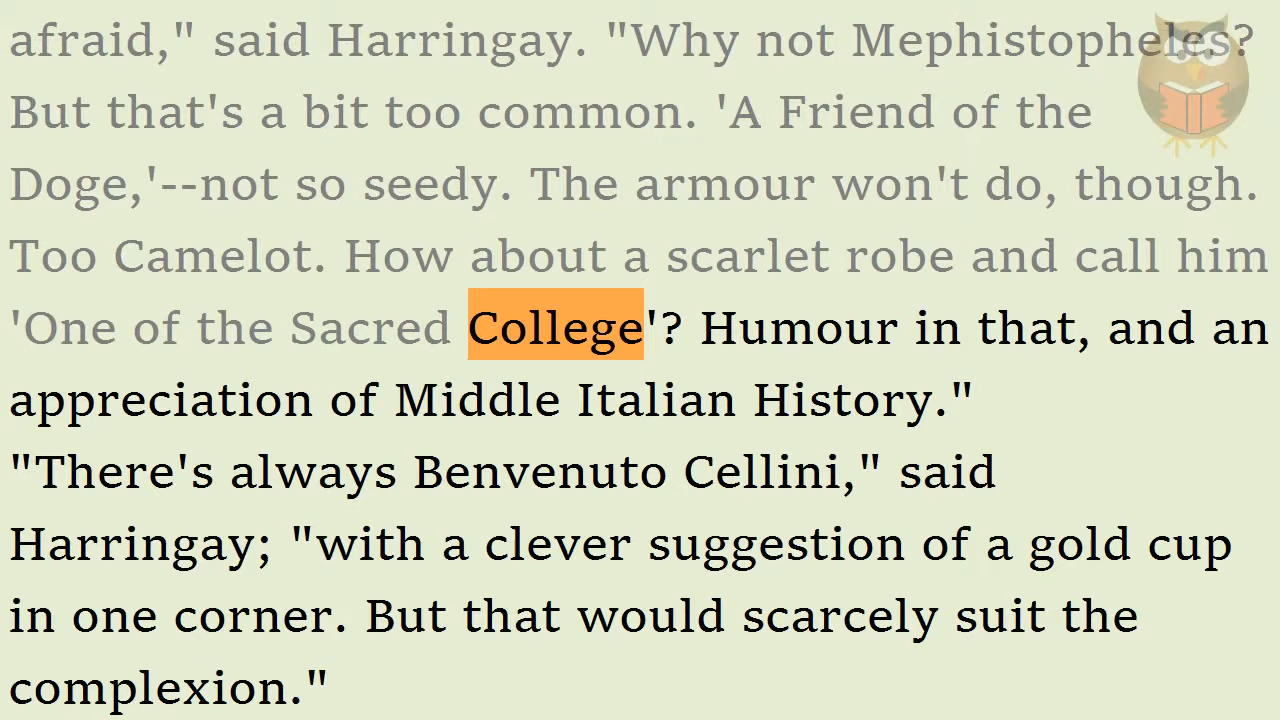 afraid," said Harringay. "Why not Mephistopheles?
But that's a bit too common. 'A Friend of the
Doge,'--not so seedy. The armour won't do, though.
Too Camelot. How about a scarlet robe and call him
'One of the Sacred College'? Humour in that, and an
appreciation of Middle Italian History."
"There's always Benvenuto Cellini," said
Harringay; "with a clever suggestion of a gold cup
in one corner. But that would scarcely suit the
complexion."